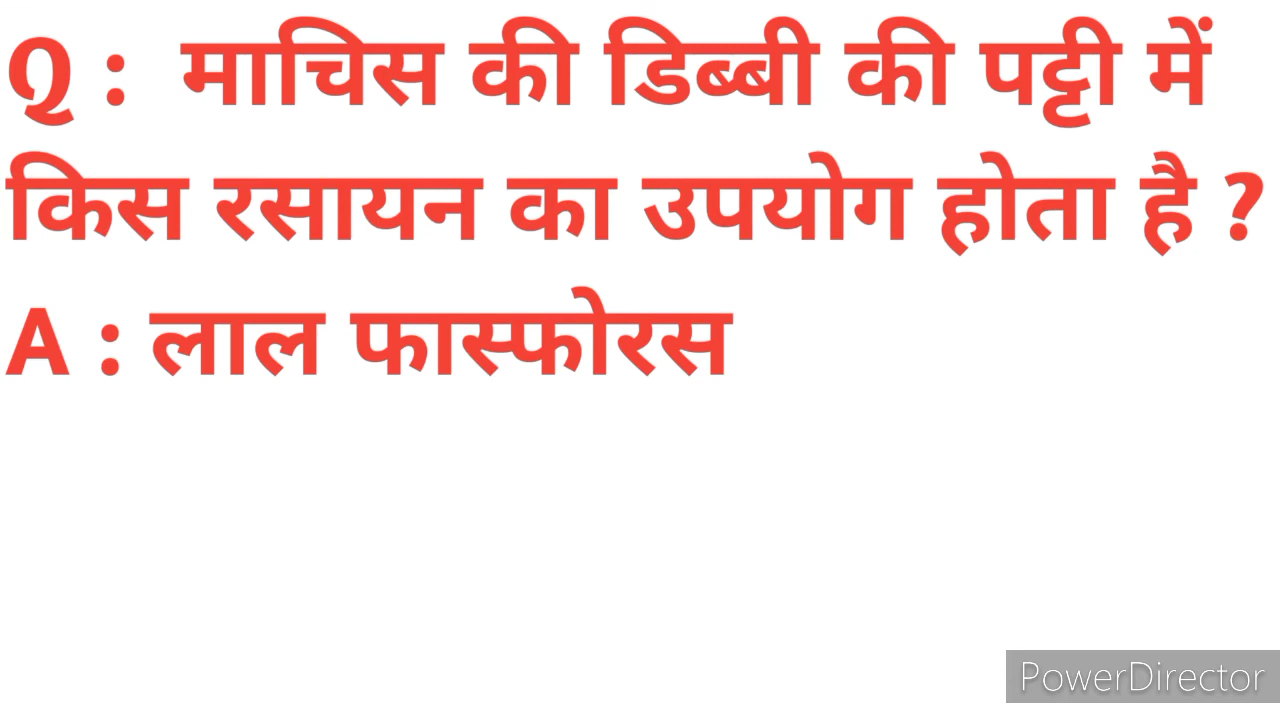 Q : माचिस की डिब्बी की पट्टी में
किस रसायन का उपयोग होता है ?
A : लाल फास्फोरस
PowerDirector